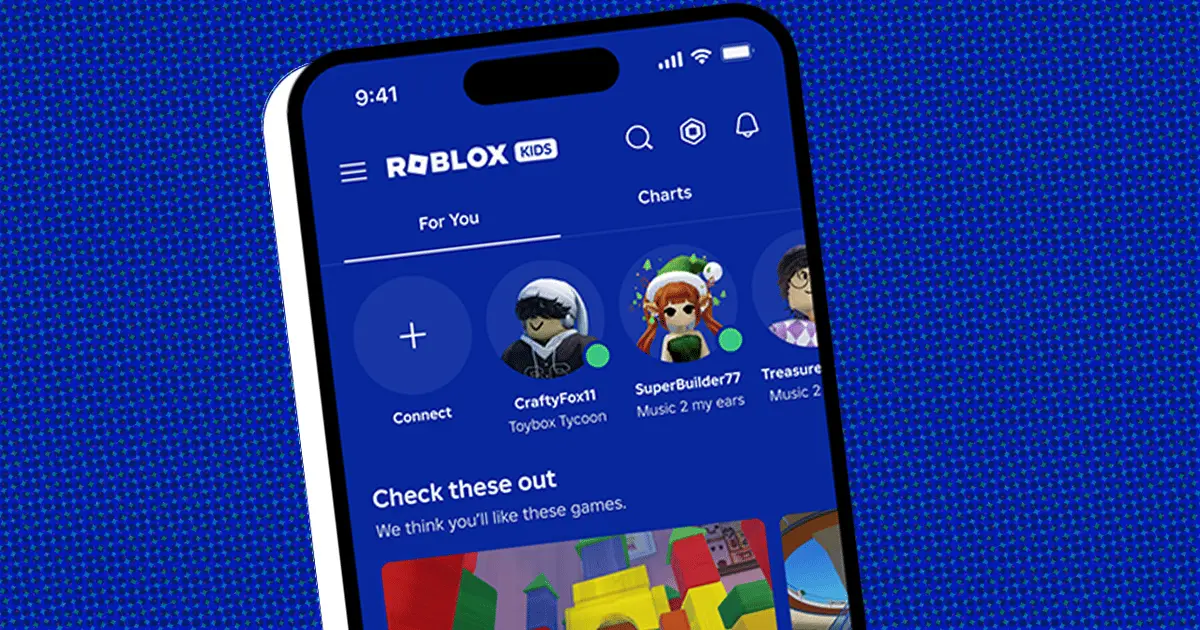 9:41
ROBLOX KIDS
For You
Charts
Connect
CraftyFox11
Toybox Tycoon
SuperBuilder77
Music 2 my ears
Treasure
Music 2
Check these out
We think you'll like these games.